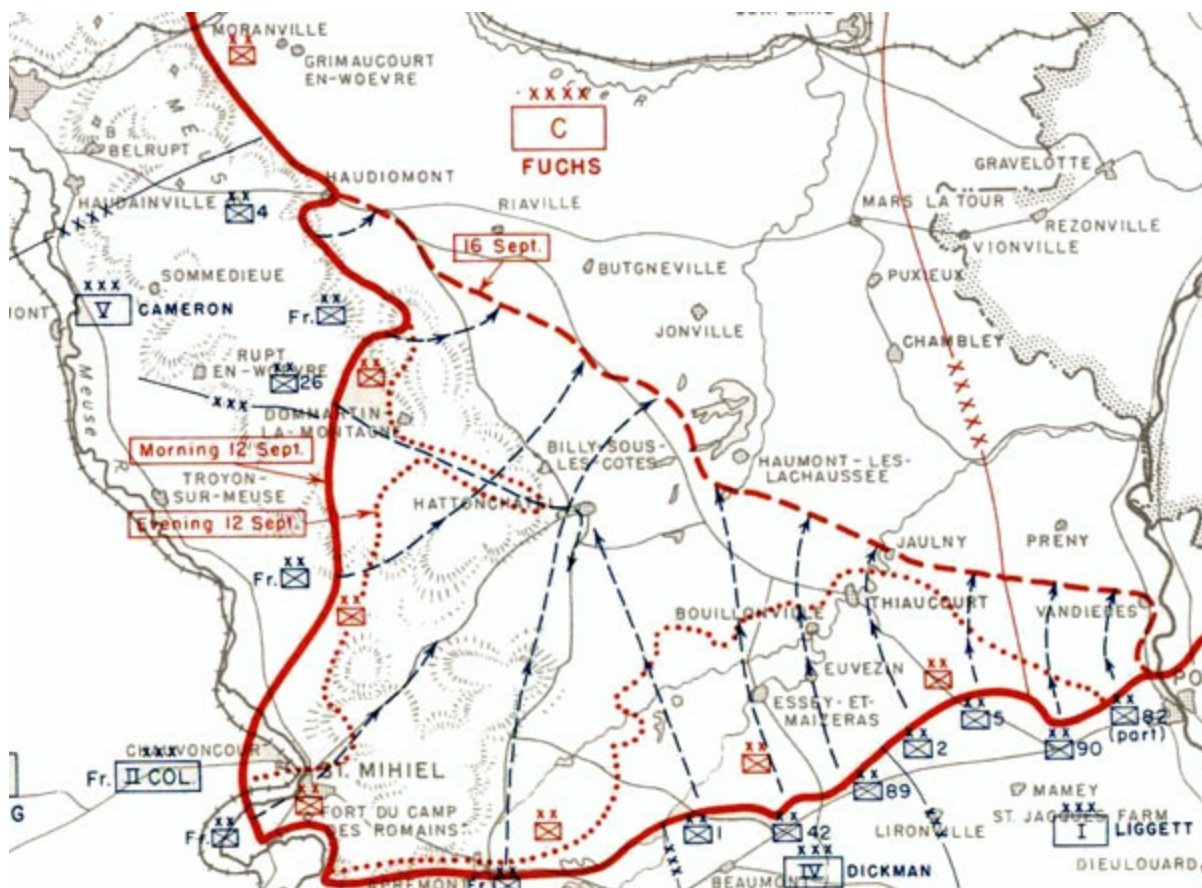 MORANVILLE
X X
GRIMAUCOURT
EN-WOEVRE
MEUS
X X X X
C
FUCHS
BELRUPT
GRAVELOTTE
HAUDIOMONT
HAUDAINVILLE
X X X
X X
4
RIAVILLE
MARS LA TOUR
REZONVILLE
VIONVILLE
16 Sept.
SOMMEDIEUE
BUTGNEVILLE
PUXIEUX
X X X
V
CAMERON
X X
Fr.
JONVILLE
CHAMBLEY
RUPT
EN-WOEVRE
X X
26
X X
X X X X X
Meuse R
X X X
DOMMARTIN
LA-MONTAGNE
Morning 12 Sept.
BILLY-SOUS-
LES-COTES
HAUMONT-LES-
LACHAUSSEE
TROYON-
SUR-MEUSE
HATTONCHATEL
Evening 12 Sept.
JAULNY
PRENY
X X
Fr.
X X
BOUILLONVILLE
THIAUCOURT
VANDIERES
EUVEZIN
X X
ESSEY-ET-
MAIZERAS
X X
5
X X
82
(part)
X X
2
X X
90
X X X
Fr.
II COL.
ST. MIHIEL
X X
X X
89
MAMEY
X X
FORT DU CAMP
DES ROMAINS
X X
Fr.
X X
X X
1
X X
42
LIRONVILLE
ST. JACQUES FARM
X X X
I
LIGGETT
G
X X X
X X
X X X
IV
DICKMAN
DIEULOUARD
APREMONT
Fr.
X X
BEAUMONT